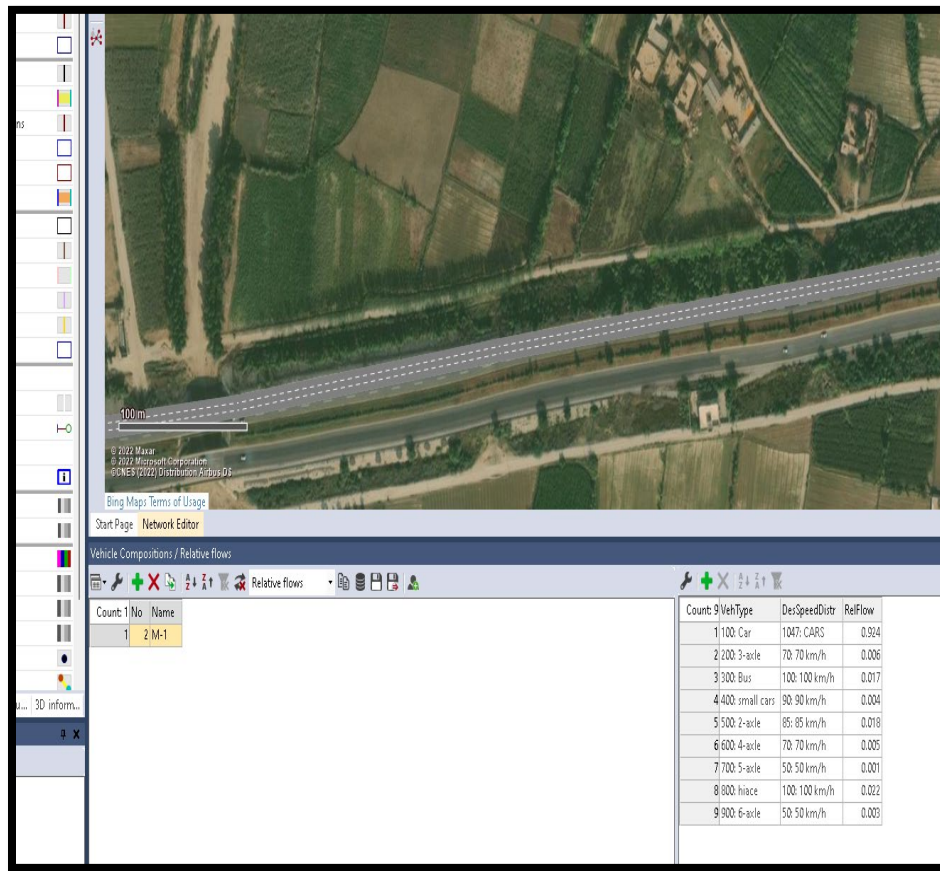 ns
100 m
© 2022 Maxar
© 2022 Microsoft Corporation
©CNES (2022) Distribution Airbus DS
Bing Maps Terms of Usage
Start Page Network Editor
u... 3D inform...
Vehicle Compositions / Relative flows
Relative flows
Count: 1 No Name
1 2 M-1
Count: 9 VehType DesSpeedDistr RelFlow
1 100: Car 1047: CARS 0.924
2 200: 3-axle 70: 70 km/h 0.006
3 300: Bus 100: 100 km/h 0.017
4 400: small cars 90: 90 km/h 0.004
5 500: 2-axle 85: 85 km/h 0.018
6 600: 4-axle 70: 70 km/h 0.005
7 700: 5-axle 50: 50 km/h 0.001
8 800: hiace 100: 100 km/h 0.022
9 900: 6-axle 50: 50 km/h 0.003